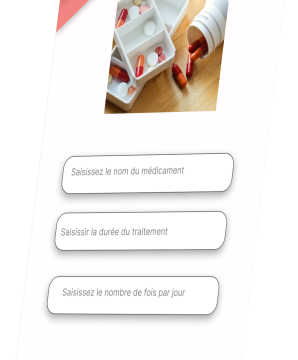 Saisissez le nom du médicament
Saisissir la durée du traitement
Saisissez le nombre de fois par jour